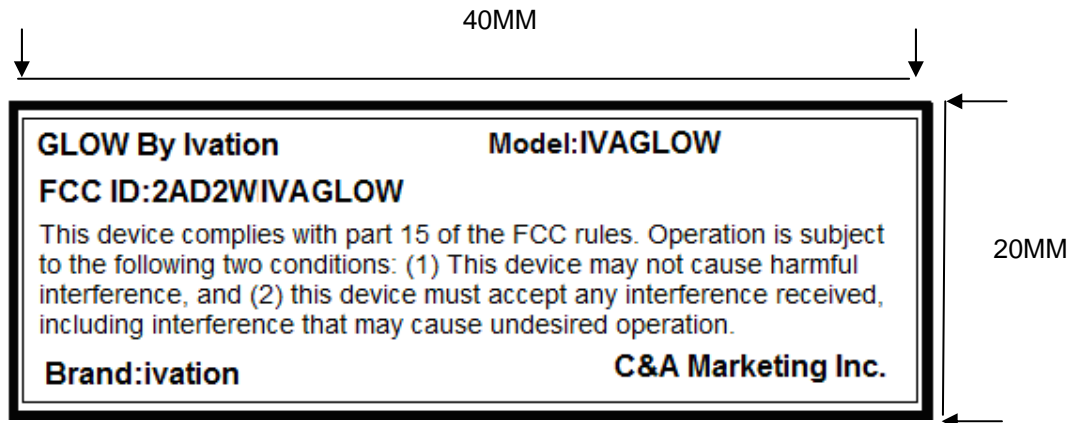 40MM
GLOW By Ivation Model:IVAGLOW
FCC ID:2AD2WIVAGLOW
This device complies with part 15 of the FCC rules. Operation is subject
to the following two conditions: (1) This device may not cause harmful
interference, and (2) this device must accept any interference received,
including interference that may cause undesired operation.
20MM
Brand:ivation C&A Marketing Inc.